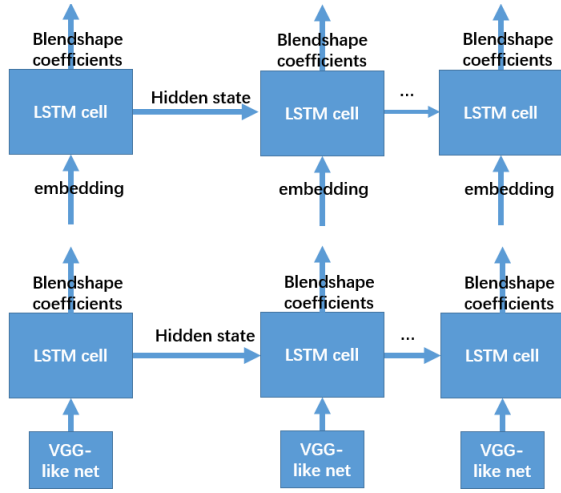 Blendshape
coefficients
Blendshape
coefficients
Blendshape
coefficients
LSTM cell
Hidden state
LSTM cell
...
LSTM cell
embedding
embedding
embedding
Blendshape
coefficients
Blendshape
coefficients
Blendshape
coefficients
LSTM cell
Hidden state
LSTM cell
...
LSTM cell
VGG-
like net
VGG-
like net
VGG-
like net